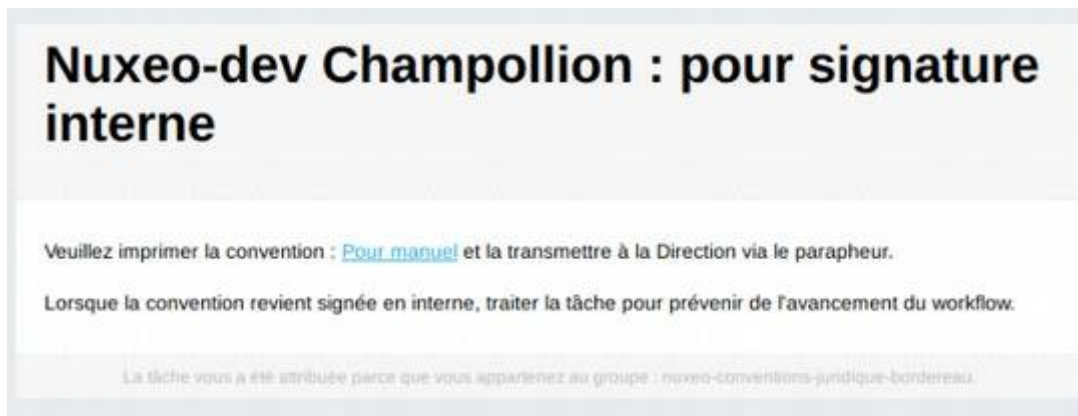 Nuxeo-dev Champollion : pour signature
interne
Veuillez imprimer la convention : Pour manuel et la transmettre à la Direction via le parapheur.
Lorsque la convention revient signée en interne, traiter la tâche pour prévenir de l'avancement du workflow.
La tâche vous a été attribuée parce que vous appartenez au groupe : nuxeo-conventions-juridique-bordereau.